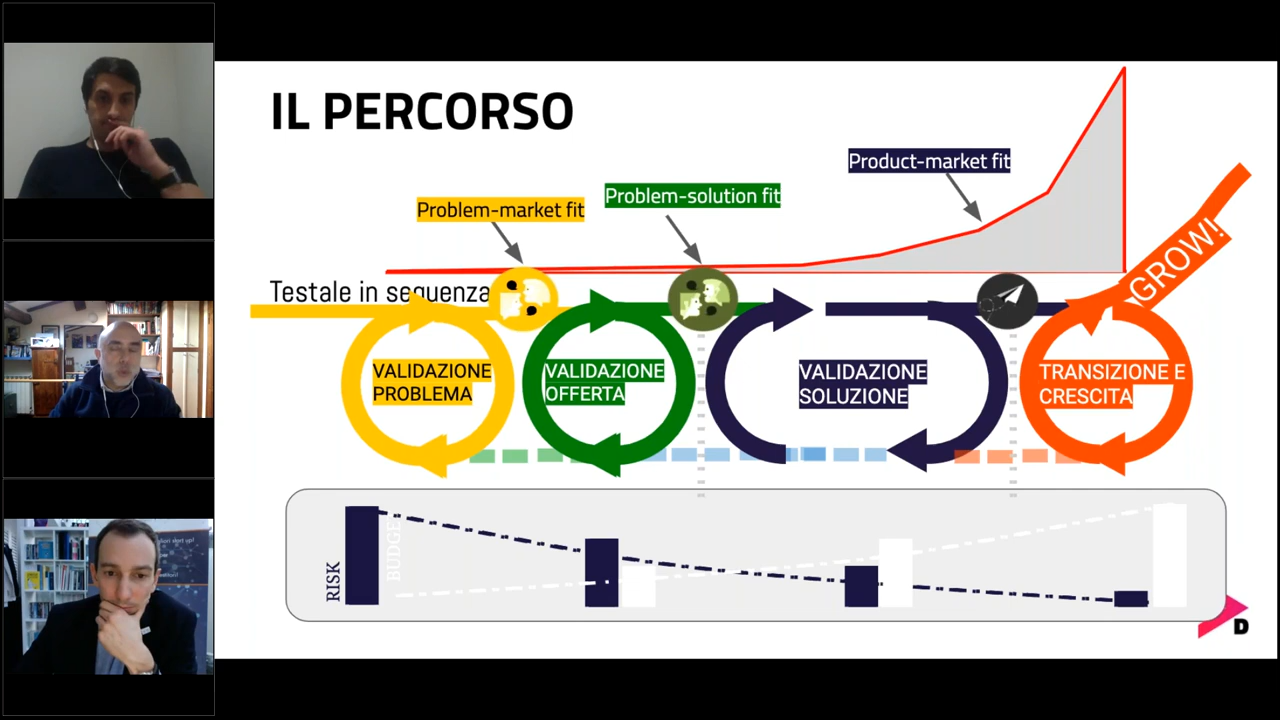 IL PERCORSO
Product-market fit
Problem-solution fit
Problem-market fit
GROW!
Testale in sequenza
VALIDAZIONE
PROBLEMA
VALIDAZIONE
OFFERTA
VALIDAZIONE
SOLUZIONE
TRANSIZIONE E
CRESCITA
RISK
D